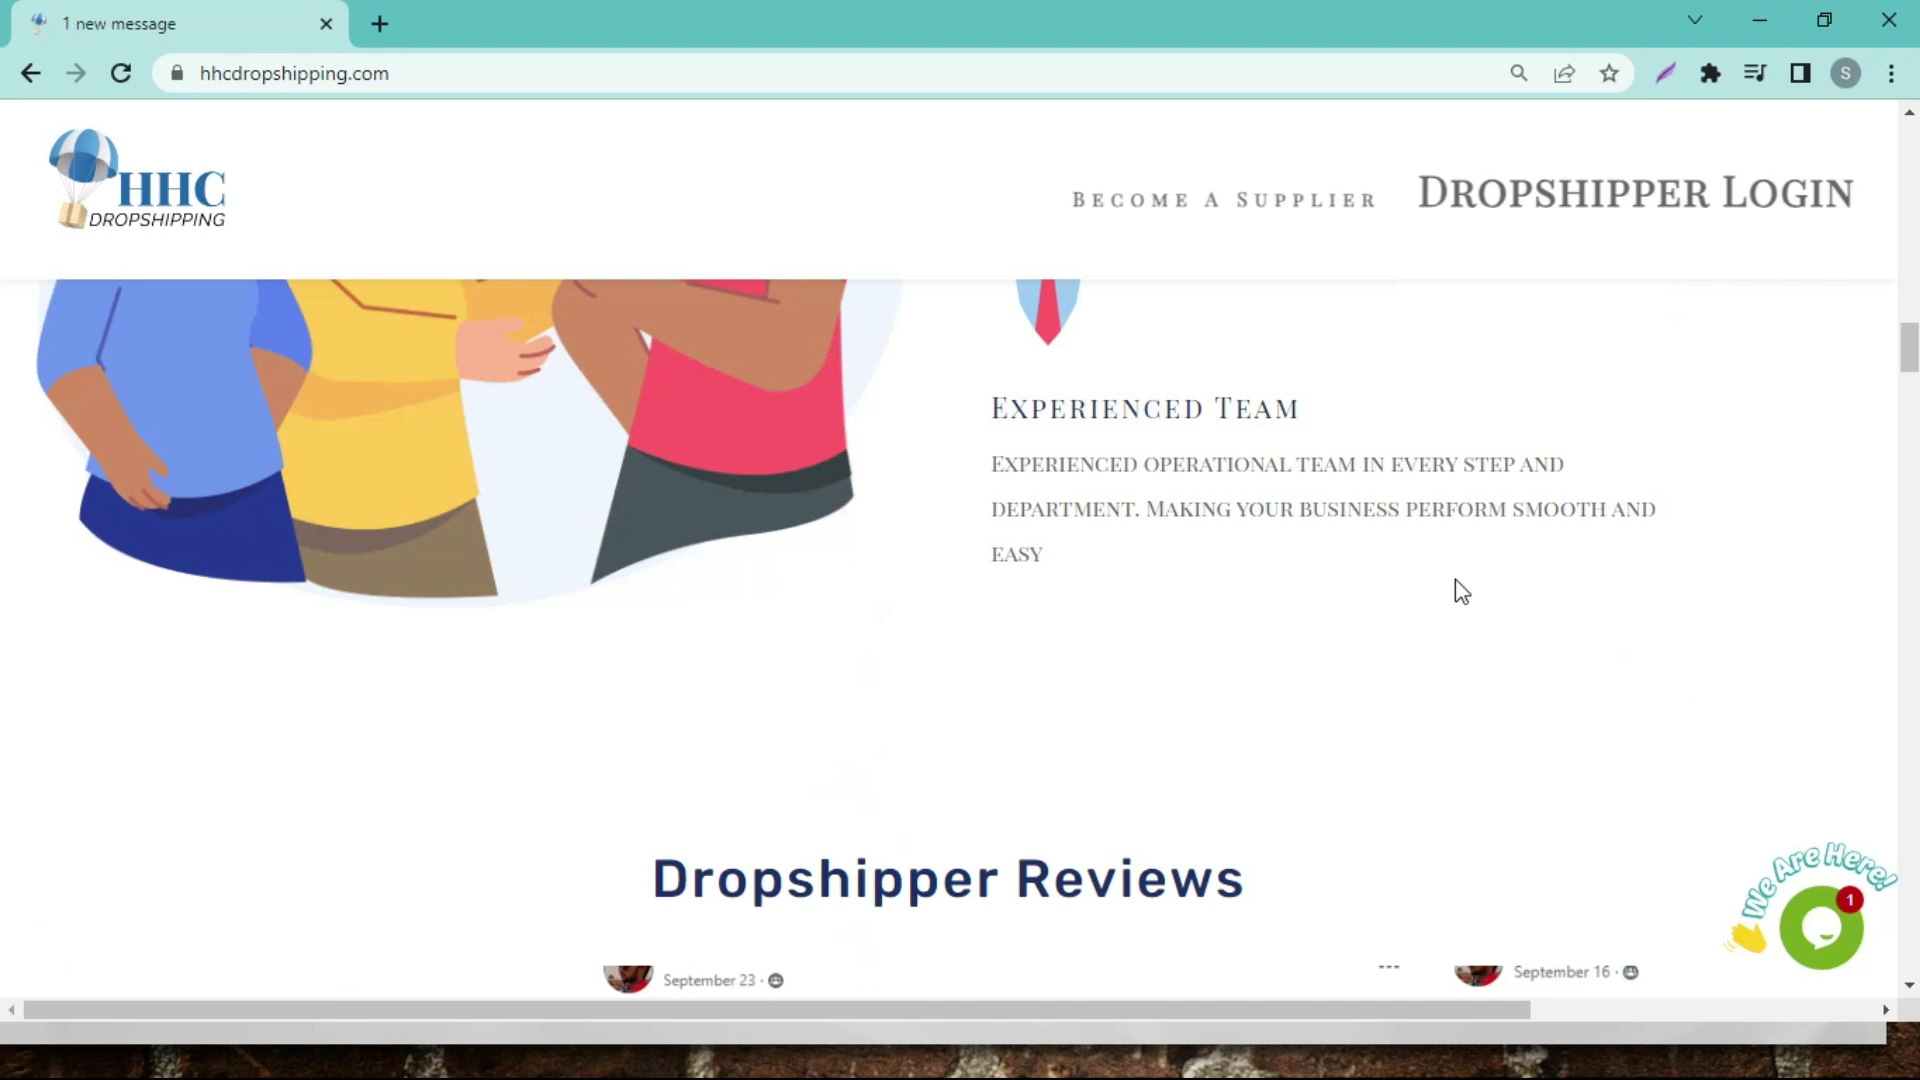 1 new message
hhcdropshipping.com
S
HHC
DROPSHIPPING
Become A Supplier
Dropshipper Login
Experienced Team
Experienced operational team in every step and
department. Making your business perform smooth and
easy
Dropshipper Reviews
We Are Here!
1
September 23 ·
September 16 ·